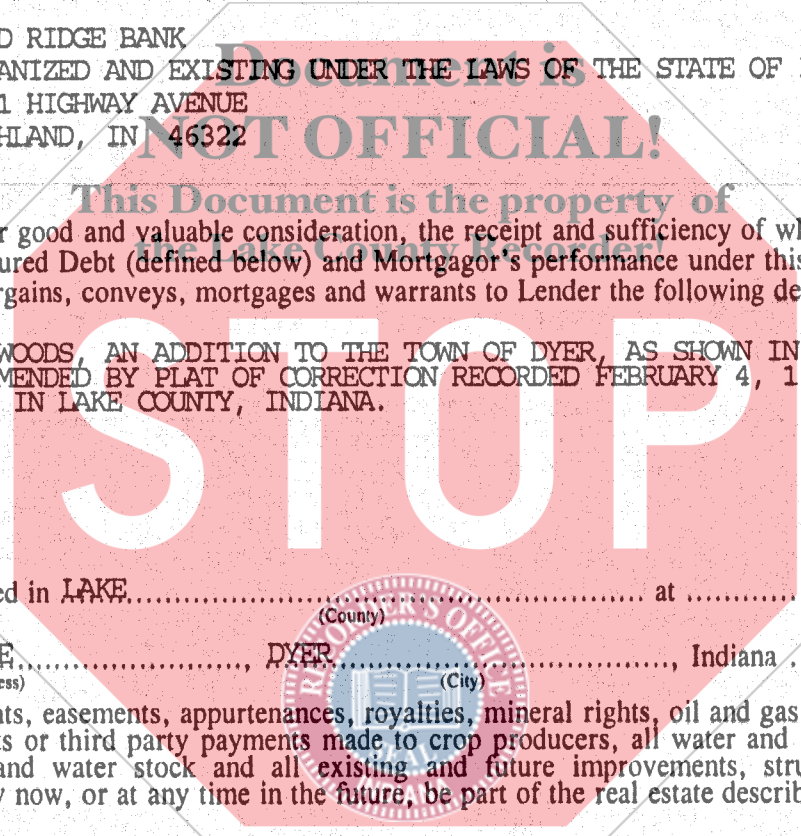 D RIDGE BANK
ANIZED AND EXISTING UNDER THE LAWS OF THE STATE OF
1 HIGHWAY AVENUE
HLAND, IN 46322
Document is
NOT OFFICIAL!
This Document is the property of
the Lake County Recorder!
r good and valuable consideration, the receipt and sufficiency of wh
ured Debt (defined below) and Mortgagor's performance under this
rgains, conveys, mortgages and warrants to Lender the following de
WOODS, AN ADDITION TO THE TOWN OF DYER, AS SHOWN IN
MENDED BY PLAT OF CORRECTION RECORDED FEBRUARY 4, 1
IN LAKE COUNTY, INDIANA.
STOP
ed in LAKE at
(County)
E, DYER, Indiana
ess) (City)
RECORDER'S OFFICE
SEAL
nts, easements, appurtenances, royalties, mineral rights, oil and gas
ts or third party payments made to crop producers, all water and
and water stock and all existing and future improvements, stru
y now, or at any time in the future, be part of the real estate describ